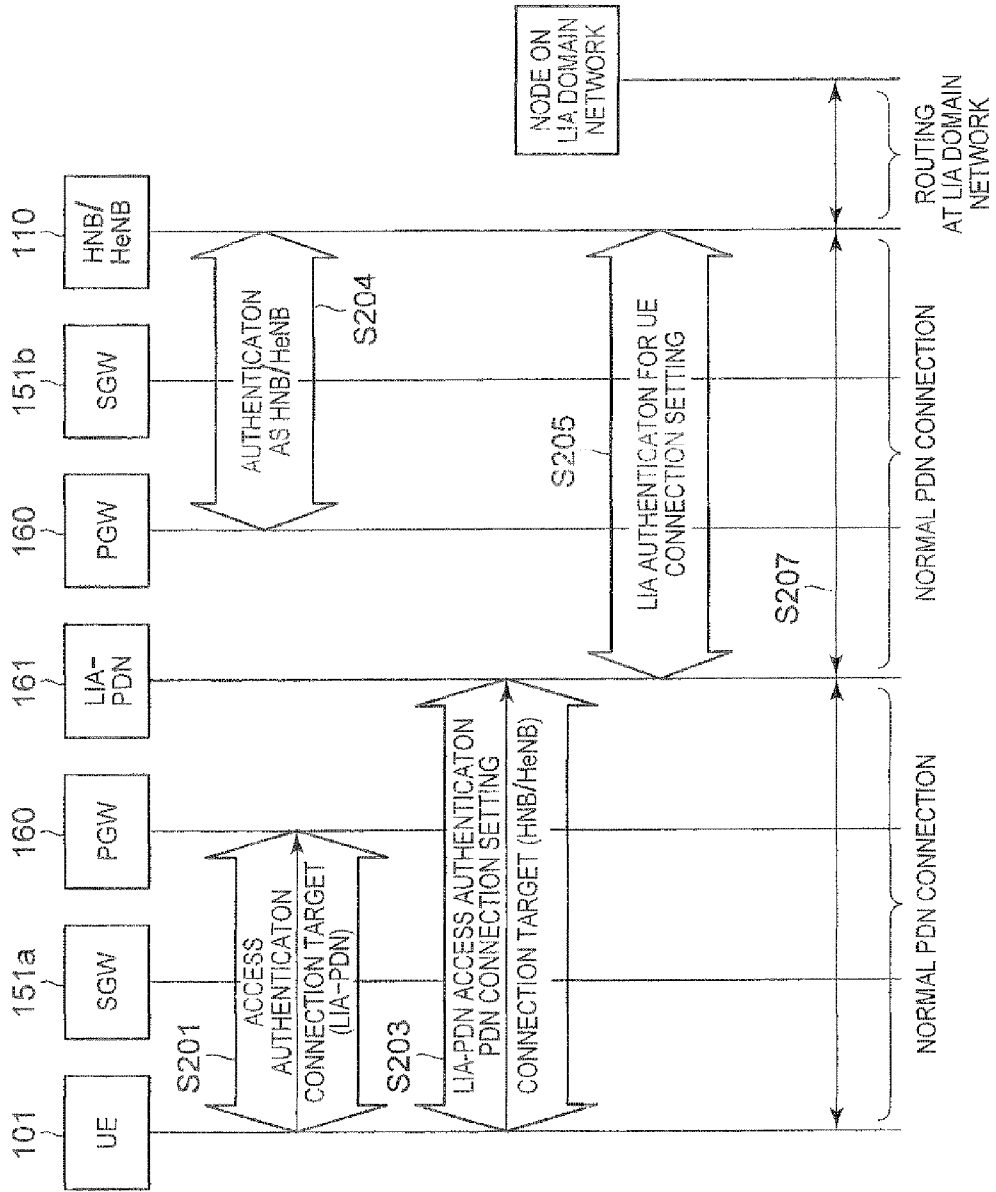 101
151a
160
161
160
151b
110
UE
SGW
PGW
LIA-
PDN
PGW
SGW
HNB/
HeNB
NODE ON
LIA DOMAIN
NETWORK
S201
ACCESS
AUTHENTICATON
CONNECTION TARGET
(LIA-PDN)
AUTHENTICATON
AS HNB/HeNB
S204
S203
LIA-PDN ACCESS AUTHENTICATON
PDN CONNECTION SETTING
CONNECTION TARGET (HNB/HeNB)
S205
LIA AUTHENTICATON FOR UE
CONNECTION SETTING
S207
NORMAL PDN CONNECTION
NORMAL PDN CONNECTION
ROUTING
AT LIA DOMAIN
NETWORK